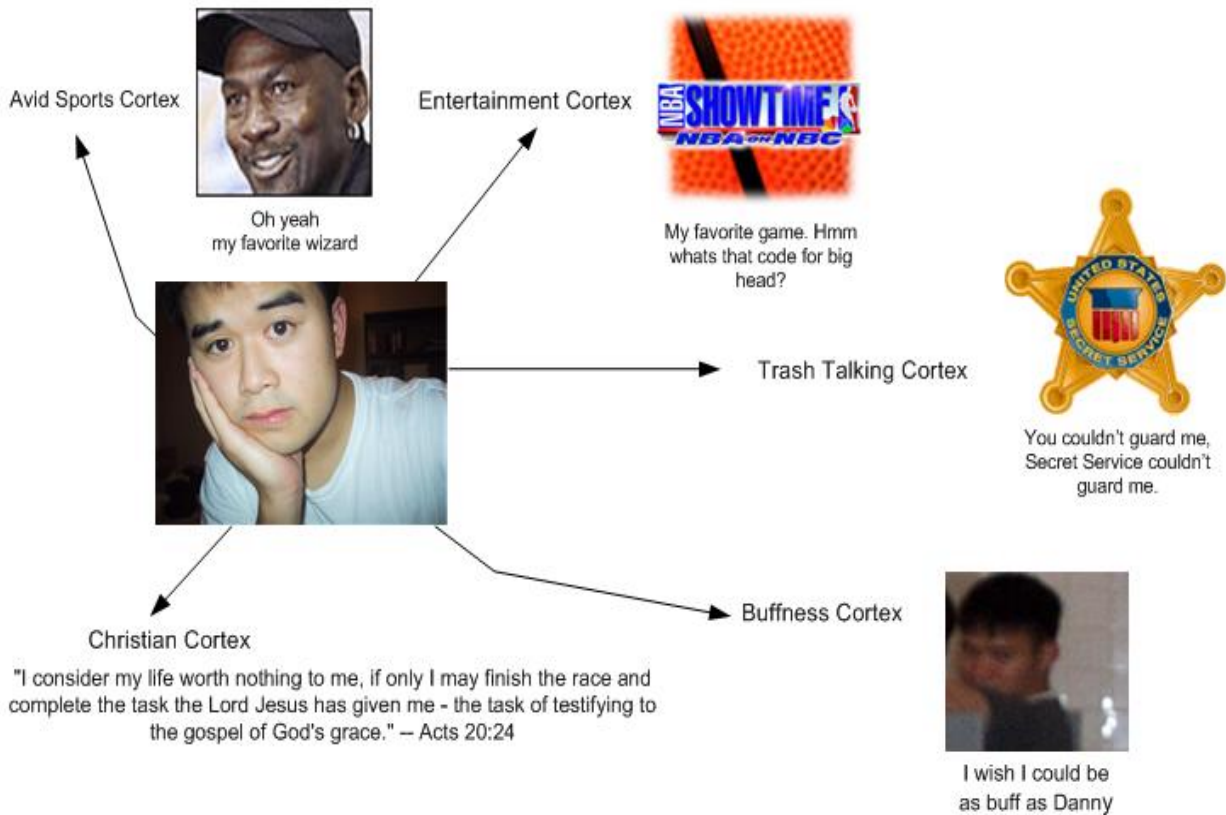 Avid Sports Cortex
Oh yeah
my favorite wizard
Entertainment Cortex
NBA
SHOWTIME
NBA ON NBC
My favorite game. Hmm
whats that code for big
head?
Trash Talking Cortex
UNITED STATES
SECRET SERVICE
You couldn't guard me,
Secret Service couldn't
guard me.
Christian Cortex
"I consider my life worth nothing to me, if only I may finish the race and
complete the task the Lord Jesus has given me - the task of testifying to
the gospel of God's grace." -- Acts 20:24
Buffness Cortex
I wish I could be
as buff as Danny